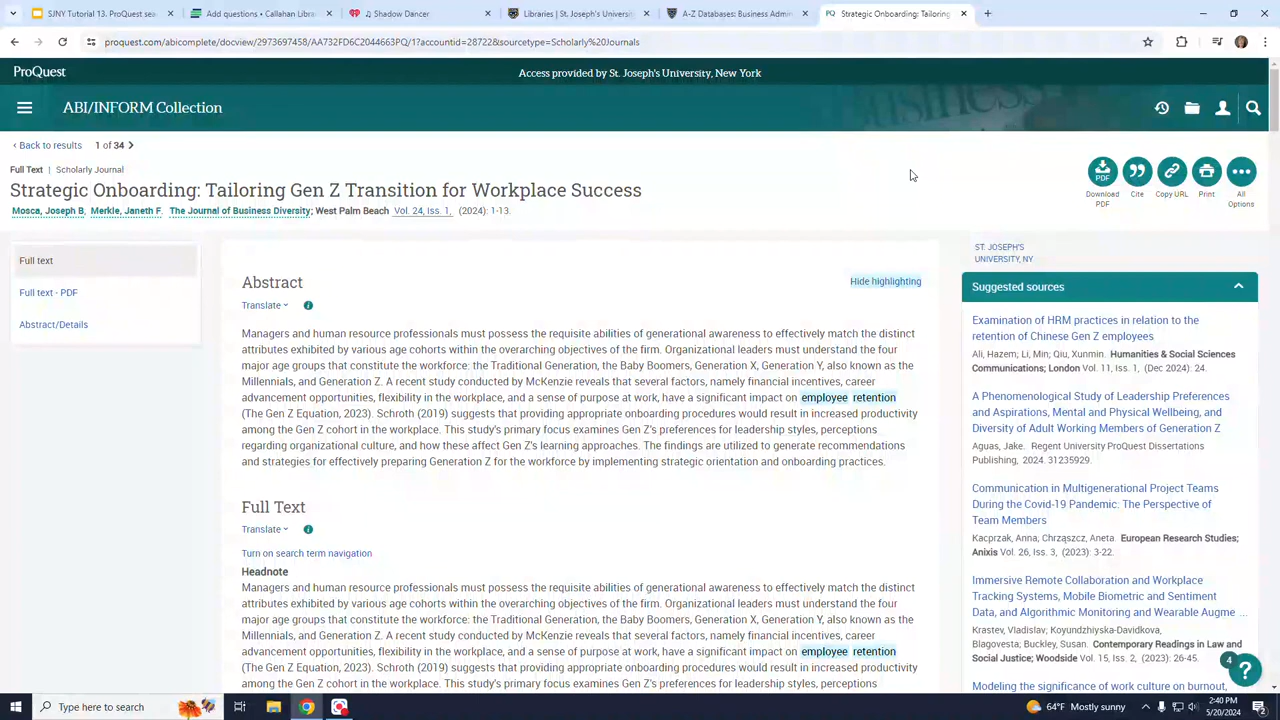 SJNY Tutorial 13. ProQuest sea
Add questions • Callahan Librar
♫ Shadow Dancer
Libraries | St. Joseph's Universit
A-Z Databases: Business Admin
PQ Strategic Onboarding: Tailoring
proquest.com/abicomplete/docview/2973697458/AA732FD6C2044663PQ/1?accountid=28722&sourcetype=Scholarly%20Journals
ProQuest
Access provided by St. Joseph's University, New York
ABI/INFORM Collection
Back to results 1 of 34
Full Text | Scholarly Journal
Strategic Onboarding: Tailoring Gen Z Transition for Workplace Success
Mosca, Joseph B, Merkle, Janeth F. The Journal of Business Diversity; West Palm Beach Vol. 24, Iss. 1, (2024): 1-13.
PDF
Download PDF
Cite
Copy URL
Print
All Options
Full text
Full text - PDF
Abstract/Details
Abstract
Hide highlighting
Translate
Managers and human resource professionals must possess the requisite abilities of generational awareness to effectively match the distinct
attributes exhibited by various age cohorts within the overarching objectives of the firm. Organizational leaders must understand the four
major age groups that constitute the workforce: the Traditional Generation, the Baby Boomers, Generation X, Generation Y, also known as the
Millennials, and Generation Z. A recent study conducted by McKenzie reveals that several factors, namely financial incentives, career
advancement opportunities, flexibility in the workplace, and a sense of purpose at work, have a significant impact on employee retention
(The Gen Z Equation, 2023). Schroth (2019) suggests that providing appropriate onboarding procedures would result in increased productivity
among the Gen Z cohort in the workplace. This study's primary focus examines Gen Z's preferences for leadership styles, perceptions
regarding organizational culture, and how these affect Gen Z's learning approaches. The findings are utilized to generate recommendations
and strategies for effectively preparing Generation Z for the workforce by implementing strategic orientation and onboarding practices.
Full Text
Translate
Turn on search term navigation
Headnote
Managers and human resource professionals must possess the requisite abilities of generational awareness to effectively match the distinct
attributes exhibited by various age cohorts within the overarching objectives of the firm. Organizational leaders must understand the four
major age groups that constitute the workforce: the Traditional Generation, the Baby Boomers, Generation X, Generation Y, also known as the
Millennials, and Generation Z. A recent study conducted by McKenzie reveals that several factors, namely financial incentives, career
advancement opportunities, flexibility in the workplace, and a sense of purpose at work, have a significant impact on employee retention
(The Gen Z Equation, 2023). Schroth (2019) suggests that providing appropriate onboarding procedures would result in increased productivity
among the Gen Z cohort in the workplace. This study's primary focus examines Gen Z's preferences for leadership styles, perceptions
ST. JOSEPH'S
UNIVERSITY, NY
Suggested sources
Examination of HRM practices in relation to the
retention of Chinese Gen Z employees
Ali, Hazem; Li, Min; Qiu, Xunmin. Humanities & Social Sciences
Communications; London Vol. 11, Iss. 1, (Dec 2024): 24.
A Phenomenological Study of Leadership Preferences
and Aspirations, Mental and Physical Wellbeing, and
Diversity of Adult Working Members of Generation Z
Aguas, Jake. Regent University ProQuest Dissertations
Publishing, 2024. 31235929.
Communication in Multigenerational Project Teams
During the Covid-19 Pandemic. The Perspective of
Team Members
Kacprzak, Anna; Chrząszcz, Aneta. European Research Studies;
Anixis Vol. 26, Iss. 3, (2023): 3-22.
Immersive Remote Collaboration and Workplace
Tracking Systems, Mobile Biometric and Sentiment
Data, and Algorithmic Monitoring and Wearable Augme ...
Krastev, Vladislav; Koyundzhiyska-Davidkova,
Blagovesta; Buckley, Susan. Contemporary Readings in Law and
Social Justice; Woodside Vol. 15, Iss. 2, (2023): 26-45.
Modeling the significance of work culture on burnout,
4
?
Type here to search
64°F Mostly sunny
2:40 PM
5/20/2024
2